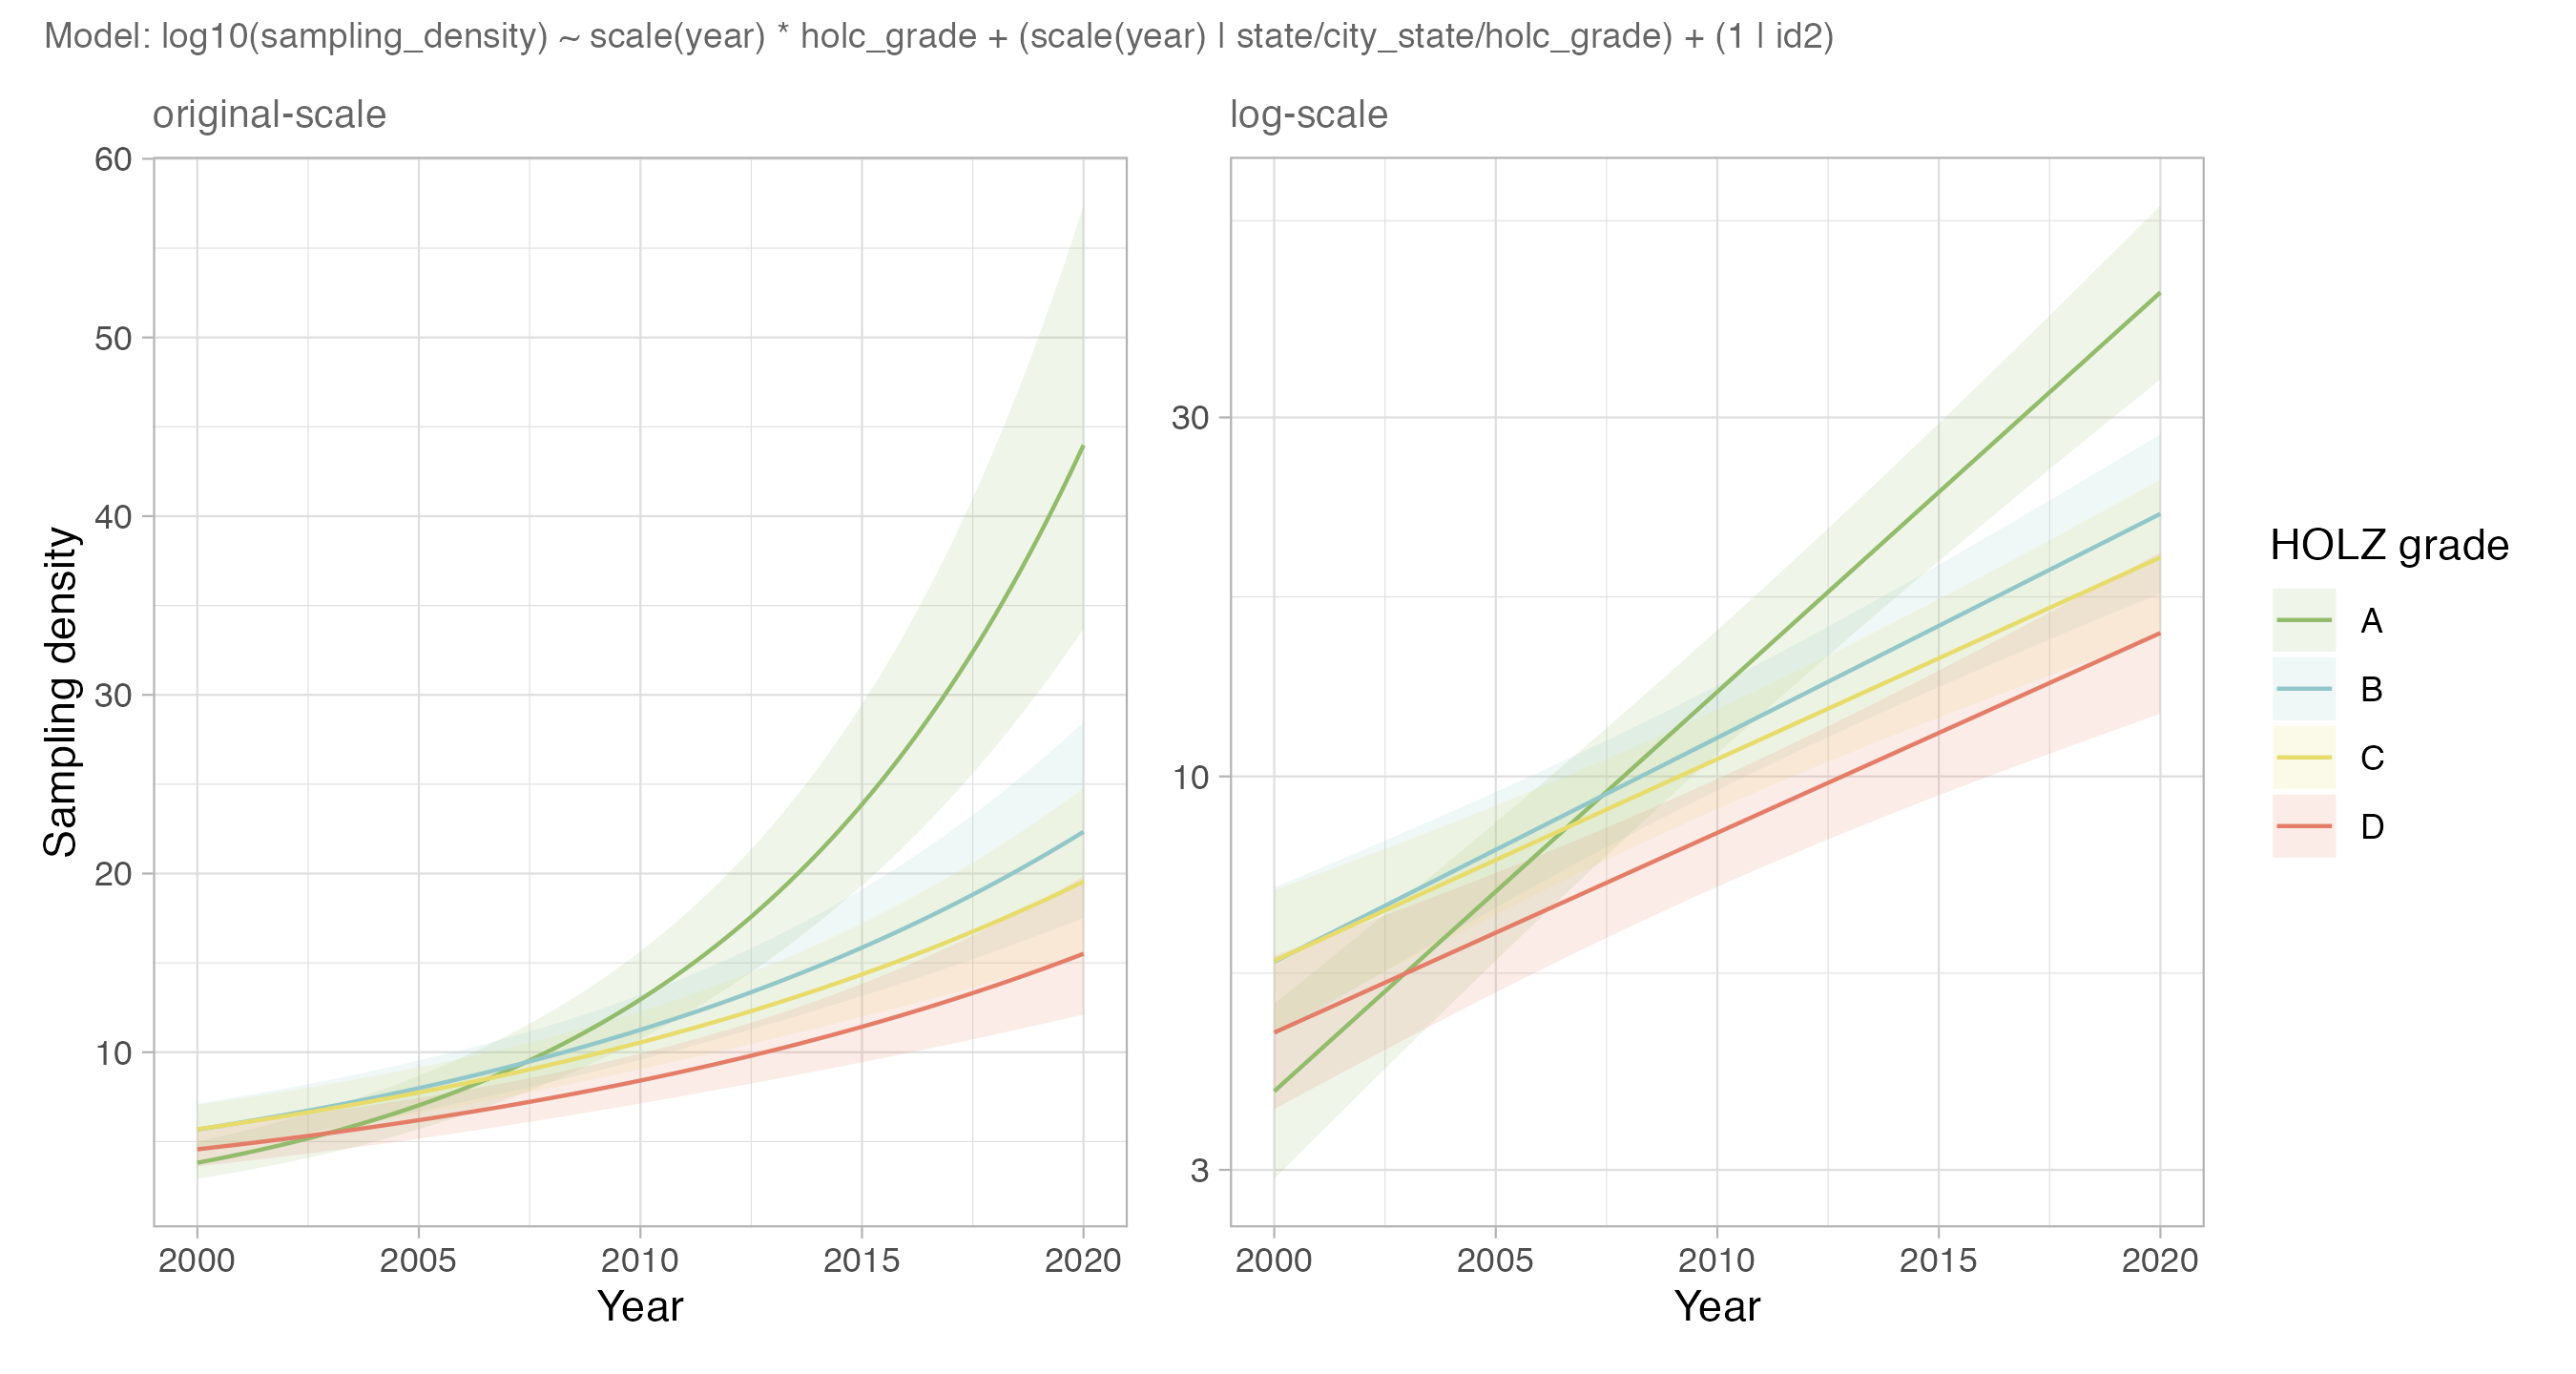 Model: log10(sampling_density) ~ scale(year) * holc_grade + (scale(year) | state/city_state/holc_grade) + (1 | id2)
original-scale
log-scale
Sampling density
60
50
40
30
20
10
2000 2005 2010 2015 2020
Year
30
10
3
2000 2005 2010 2015 2020
Year
HOLZ grade
A
B
C
D